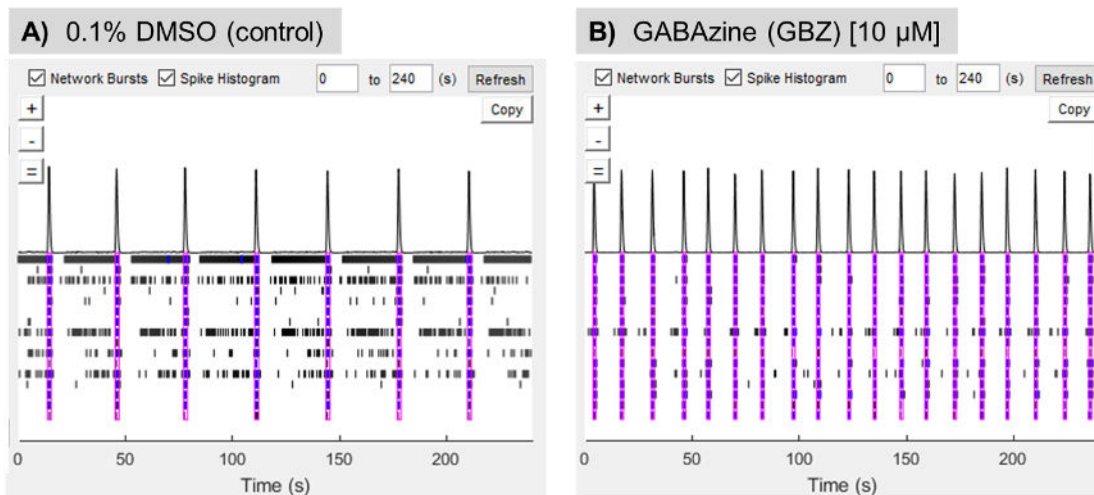 A) 0.1% DMSO (control)
Network Bursts Spike Histogram 0 to 240 (s) Refresh
+ Copy
-
=
0 50 100 150 200
Time (s)
B) GABAzine (GBZ) [10 µM]
Network Bursts Spike Histogram 0 to 240 (s) Refresh
+ Copy
-
=
0 50 100 150 200
Time (s)